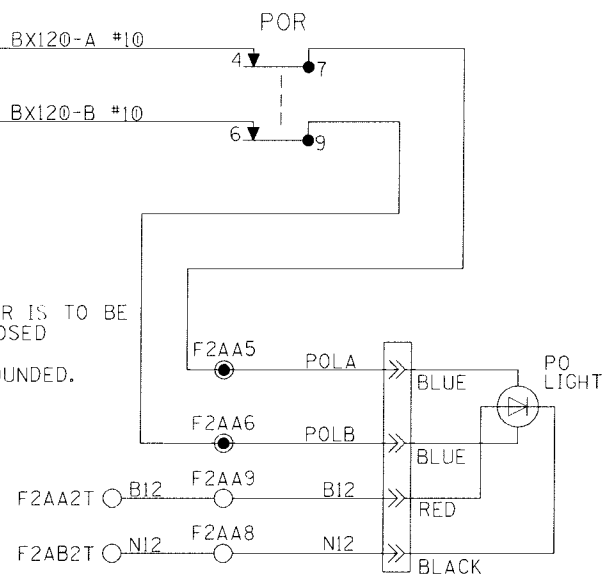 POR
BX120-A #10
4 7
BX120-B #10
6 9
R IS TO BE
OSED
OUNDED.
F2AA5 POLA BLUE
PO
LIGHT
F2AA6 POLB BLUE
F2AA2T B12 F2AA9 B12 RED
F2AB2T N12 F2AA8 N12 BLACK